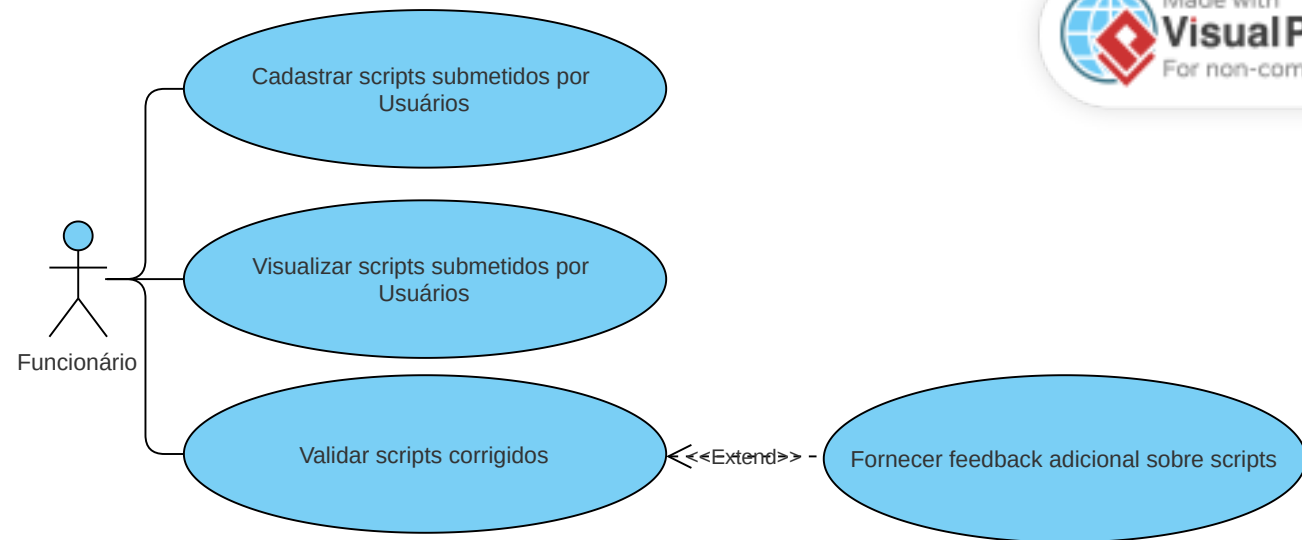 Made with
Visual P
For non-com
Cadastrar scripts submetidos por
Usuários
Visualizar scripts submetidos por
Usuários
Funcionário
Validar scripts corrigidos
<<Extend>>
Fornecer feedback adicional sobre scripts